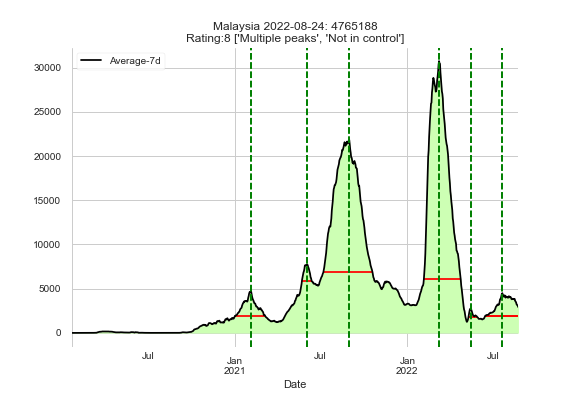 Malaysia 2022-08-24: 4765188
Rating:8 ['Multiple peaks', 'Not in control']
Average-7d
30000
25000
20000
15000
10000
5000
0
Jul
Jan
2021
Jul
Jan
2022
Jul
Date